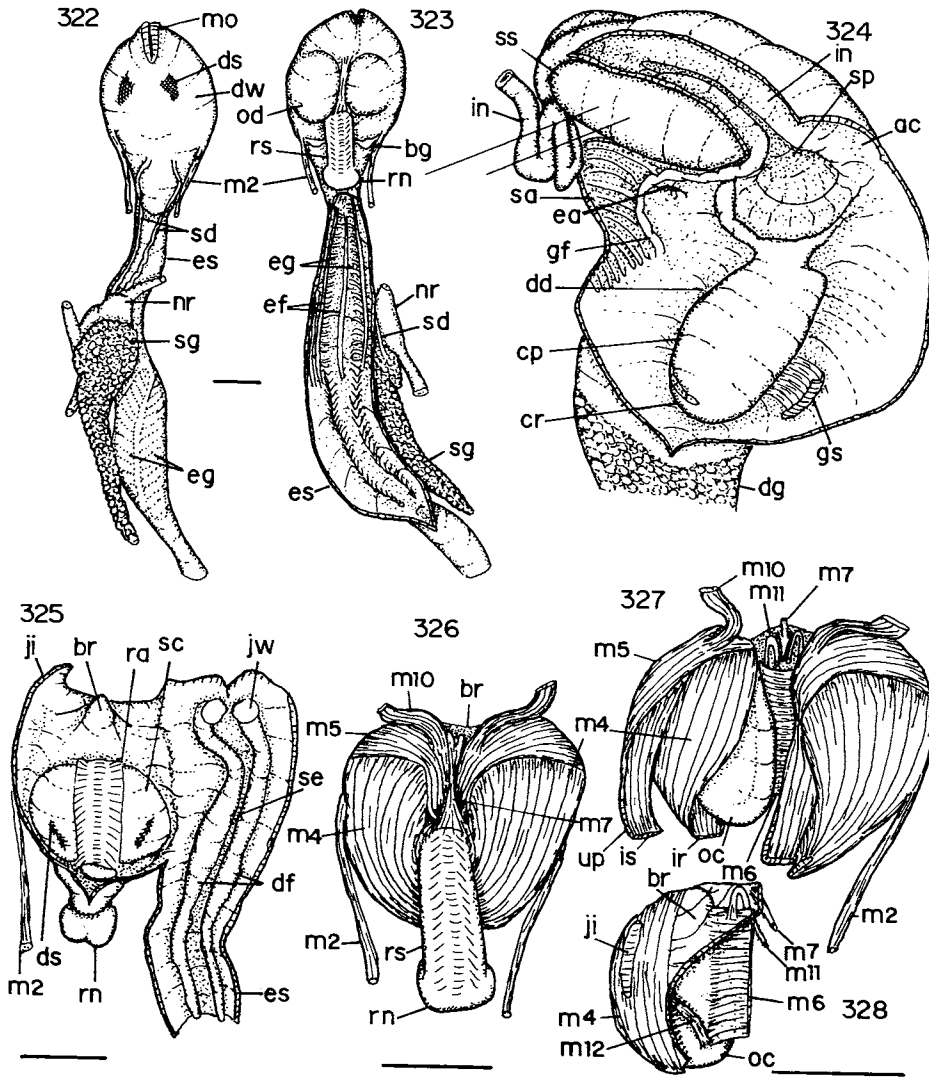 322
mo
ds
dw
m2
sd
es
nr
sg
eg
323
od
rs
bg
rn
eg
ef
nr
sd
sg
es
324
ss
in
in
sp
ac
sa
ea
gf
dd
cp
cr
gs
dg
325
ji
br
ra
sc
jw
se
df
ds
m2
rn
es
326
m10
br
m5
m4
m7
m2
rs
rn
327
m10
m11
m7
m5
m4
up
is
ir
oc
m6
m2
328
br
ji
m7
m11
m6
m4
m12
oc